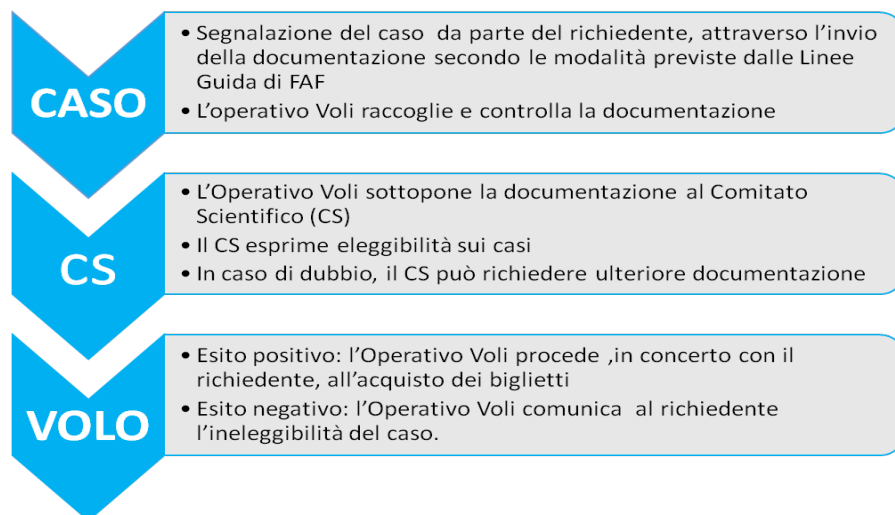 CASO
• Segnalazione del caso da parte del richiedente, attraverso l'invio
della documentazione secondo le modalità previste dalle Linee
Guida di FAF
• L'operativo Voli raccoglie e controlla la documentazione
CS
• L'Operativo Voli sottopone la documentazione al Comitato
Scientifico (CS)
• Il CS esprime eleggibilità sui casi
• In caso di dubbio, il CS può richiedere ulteriore documentazione
VOLO
• Esito positivo: l'Operativo Voli procede ,in concerto con il
richiedente, all'acquisto dei biglietti
• Esito negativo: l'Operativo Voli comunica al richiedente
l'ineleggibilità del caso.